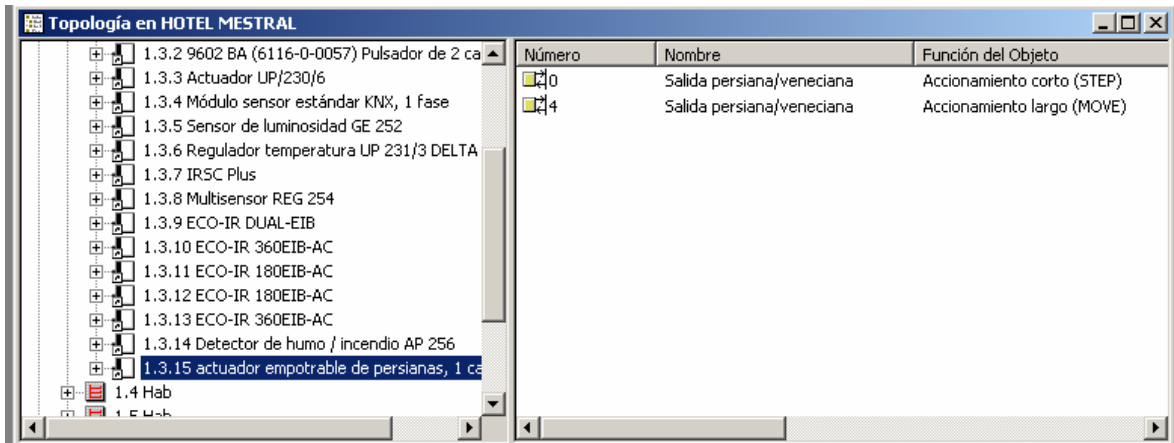 Topología en HOTEL MESTRAL
1.3.2 9602 BA (6116-0-0057) Pulsador de 2 ca
1.3.3 Actuador UP/230/6
1.3.4 Módulo sensor estándar KNX, 1 fase
1.3.5 Sensor de luminosidad GE 252
1.3.6 Regulador temperatura UP 231/3 DELTA
1.3.7 IRSC Plus
1.3.8 Multisensor REG 254
1.3.9 ECO-IR DUAL-EIB
1.3.10 ECO-IR 360EIB-AC
1.3.11 ECO-IR 180EIB-AC
1.3.12 ECO-IR 180EIB-AC
1.3.13 ECO-IR 360EIB-AC
1.3.14 Detector de humo / incendio AP 256
1.3.15 actuador empotrable de persianas, 1 ca
1.4 Hab
1.5 Hab
Número Nombre Función del Objeto
0 Salida persiana/veneciana Accionamiento corto (STEP)
4 Salida persiana/veneciana Accionamiento largo (MOVE)